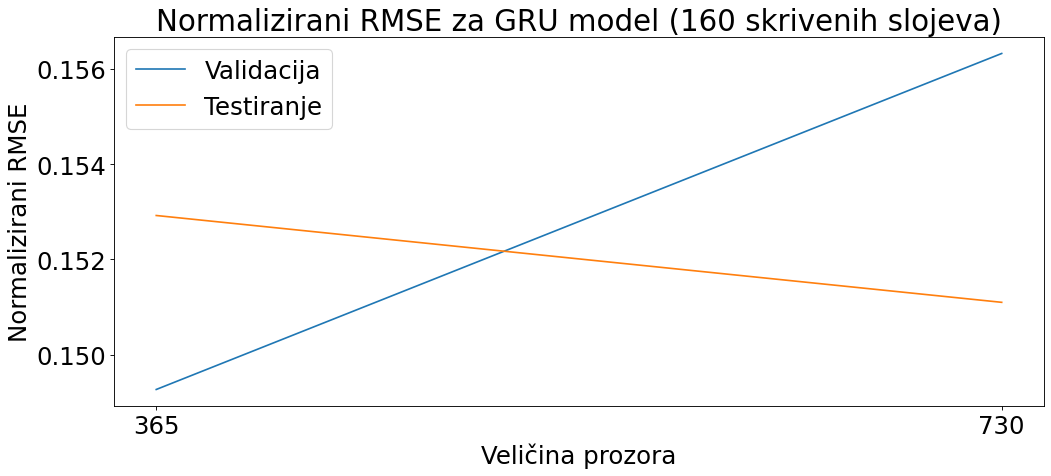 Normalizirani RMSE za GRU model (160 skrivenih slojeva)
Validacija
Testiranje
Normalizirani RMSE
0.156
0.154
0.152
0.150
365
730
Veličina prozora